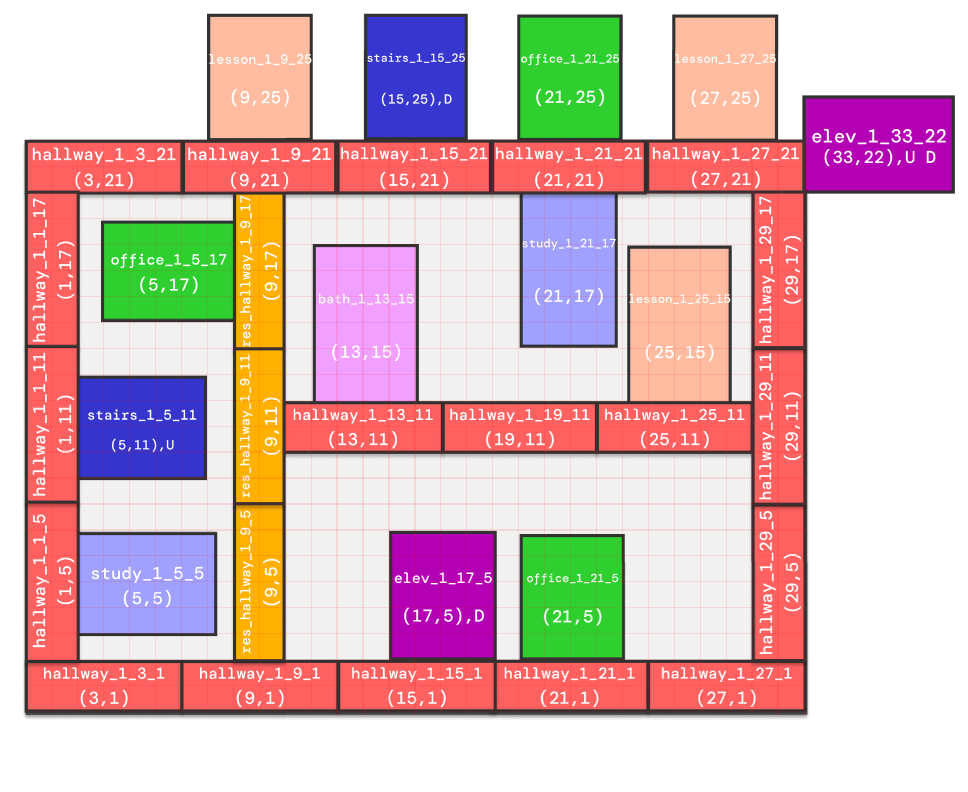 lesson_1_9_25
(9,25)
stairs_1_15_25
(15,25),D
office_1_21_25
(21,25)
lesson_1_27_25
(27,25)
elev_1_33_22
(33,22),U D
hallway_1_3_21
(3,21)
hallway_1_9_21
(9,21)
hallway_1_15_21
(15,21)
hallway_1_21_21
(21,21)
hallway_1_27_21
(27,21)
hallway_1_1_17
(1,17)
office_1_5_17
(5,17)
res_hallway_1_9_17
(9,17)
bath_1_13_15
(13,15)
study_1_21_17
(21,17)
lesson_1_25_15
(25,15)
hallway_1_29_17
(29,17)
hallway_1_1_11
(1,11)
stairs_1_5_11
(5,11),U
res_hallway_1_9_11
(9,11)
hallway_1_13_11
(13,11)
hallway_1_19_11
(19,11)
hallway_1_25_11
(25,11)
hallway_1_29_11
(29,11)
hallway_1_1_5
(1,5)
study_1_5_5
(5,5)
res_hallway_1_9_5
(9,5)
elev_1_17_5
(17,5),D
office_1_21_5
(21,5)
hallway_1_29_5
(29,5)
hallway_1_3_1
(3,1)
hallway_1_9_1
(9,1)
hallway_1_15_1
(15,1)
hallway_1_21_1
(21,1)
hallway_1_27_1
(27,1)